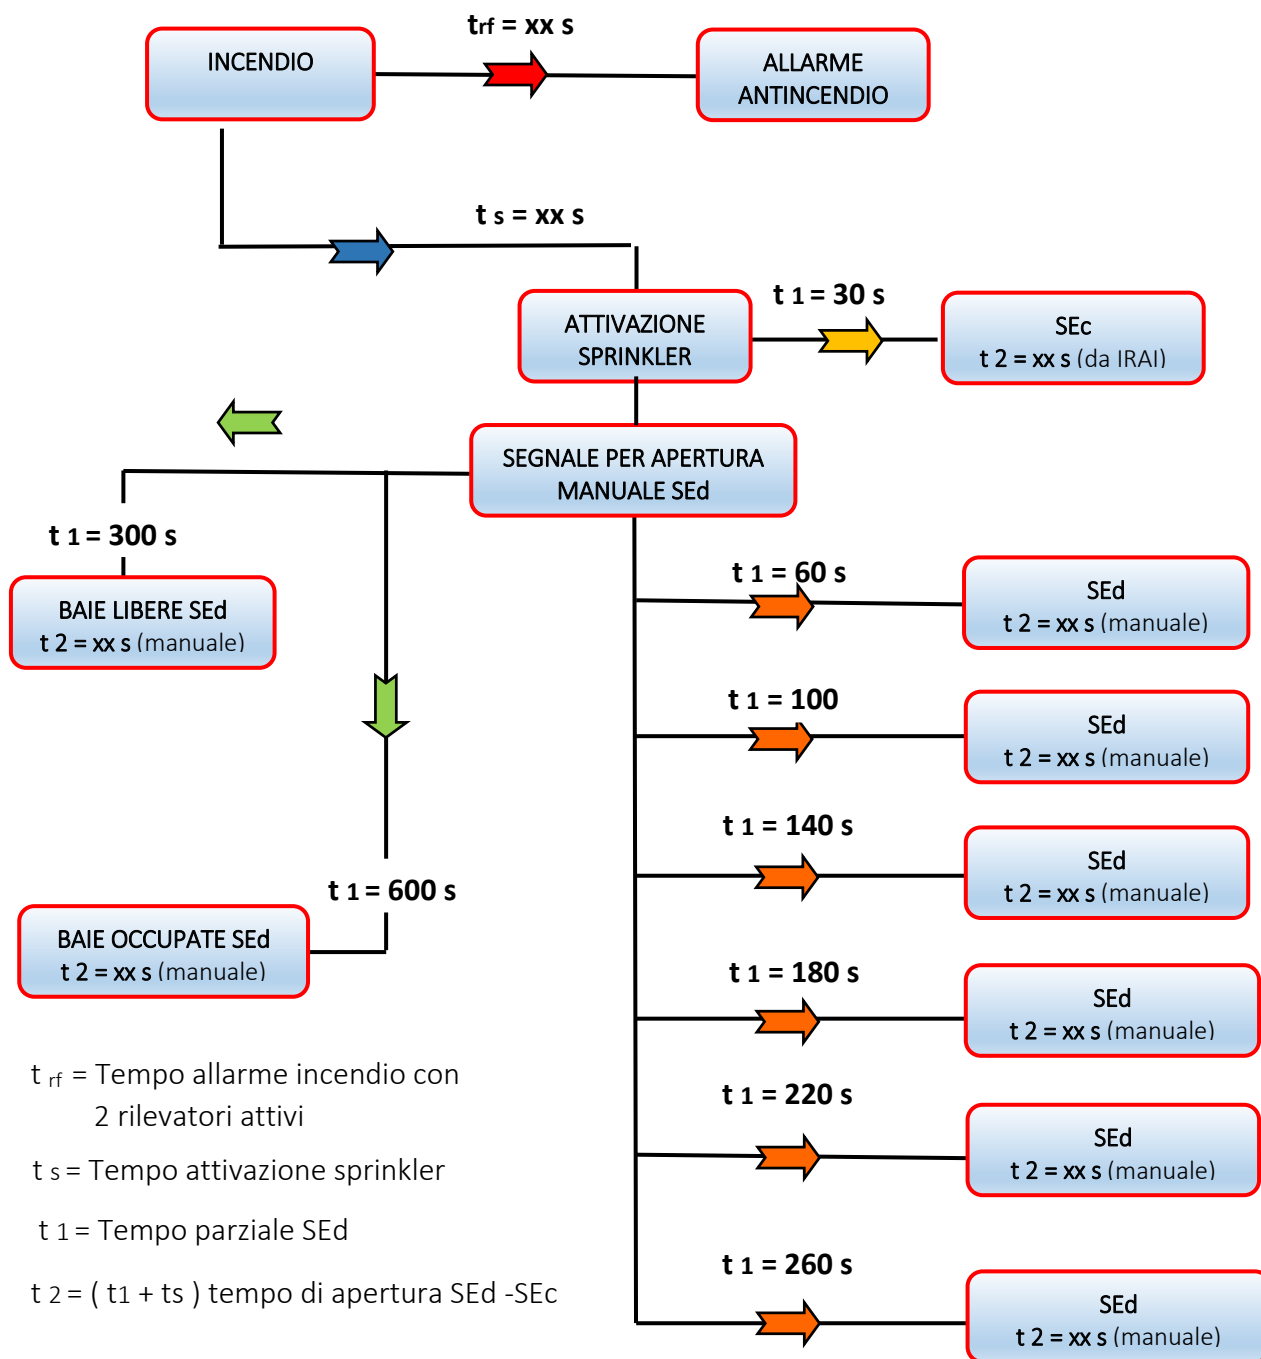 trf = xx s
INCENDIO
ALLARME
ANTINCENDIO
t s = xx s
t 1 = 30 s
ATTIVAZIONE
SPRINKLER
SEc
t 2 = xx s (da IRAI)
SEGNALE PER APERTURA
MANUALE SEd
t 1 = 300 s
BAIE LIBERE SEd
t 2 = xx s (manuale)
t 1 = 60 s
SEd
t 2 = xx s (manuale)
t 1 = 100
SEd
t 2 = xx s (manuale)
t 1 = 140 s
SEd
t 2 = xx s (manuale)
t 1 = 600 s
BAIE OCCUPATE SEd
t 2 = xx s (manuale)
t 1 = 180 s
SEd
t 2 = xx s (manuale)
t 1 = 220 s
SEd
t 2 = xx s (manuale)
t 1 = 260 s
SEd
t 2 = xx s (manuale)
t rf = Tempo allarme incendio con
2 rilevatori attivi
t s = Tempo attivazione sprinkler
t 1 = Tempo parziale SEd
t 2 = ( t1 + ts ) tempo di apertura SEd -SEc